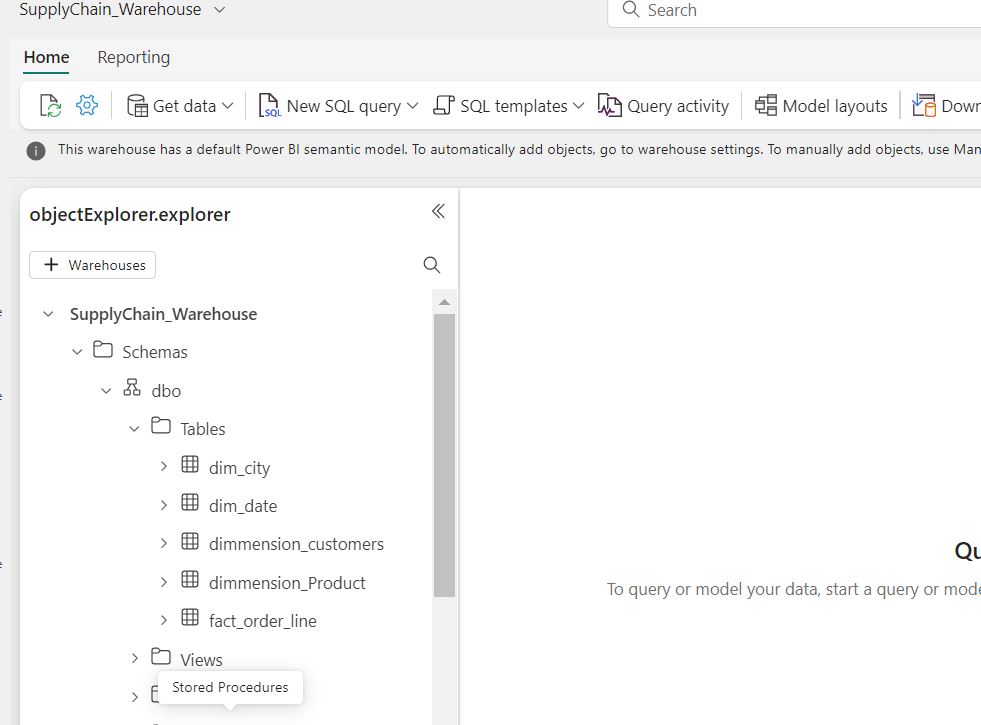 SupplyChain_Warehouse
Search
Home Reporting
Get data New SQL query SQL templates Query activity Model layouts Down
This warehouse has a default Power BI semantic model. To automatically add objects, go to warehouse settings. To manually add objects, use Man
objectExplorer.explorer
+ Warehouses
SupplyChain_Warehouse
Schemas
dbo
Tables
dim_city
dim_date
dimmension_customers
dimmension_Product
fact_order_line
Views
Stored Procedures
Qu
To query or model your data, start a query or mode